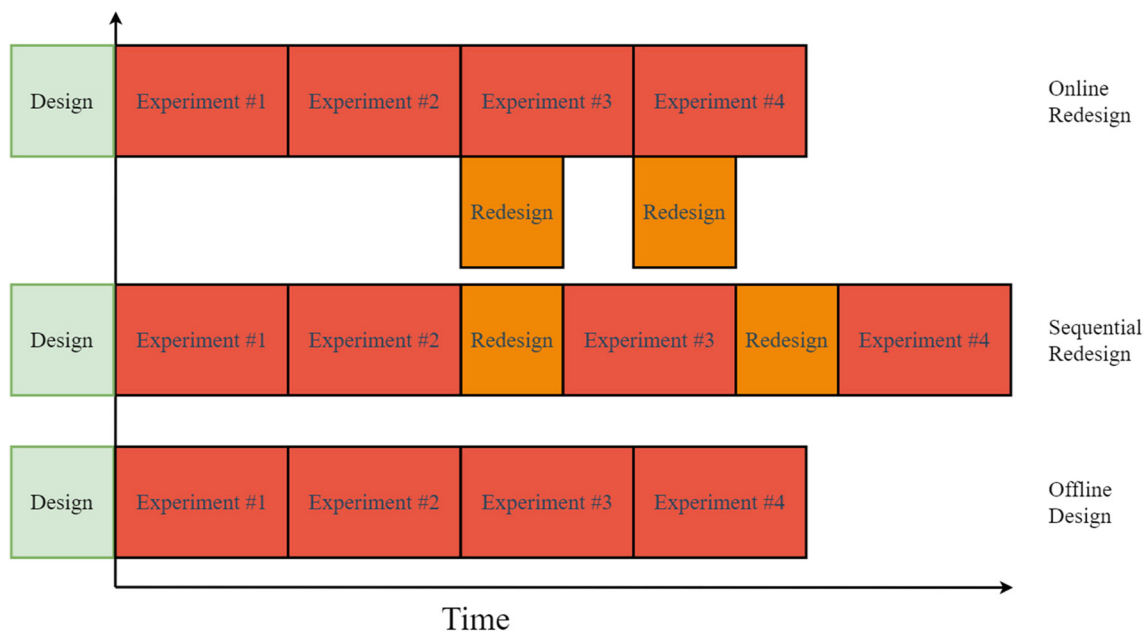 Design
Experiment #1
Experiment #2
Experiment #3
Experiment #4
Online
Redesign
Redesign
Redesign
Design
Experiment #1
Experiment #2
Redesign
Experiment #3
Redesign
Experiment #4
Sequential
Redesign
Design
Experiment #1
Experiment #2
Experiment #3
Experiment #4
Offline
Design
Time